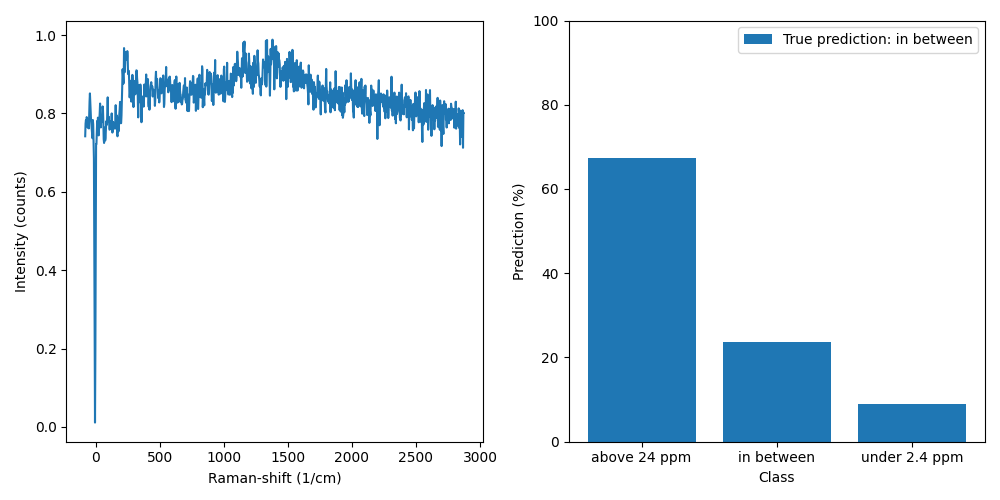 1.0
0.8
0.6
0.4
0.2
0.0
Intensity (counts)
0 500 1000 1500 2000 2500 3000
Raman-shift (1/cm)
100
80
60
40
20
0
Prediction (%)
True prediction: in between
above 24 ppm in between under 2.4 ppm
Class